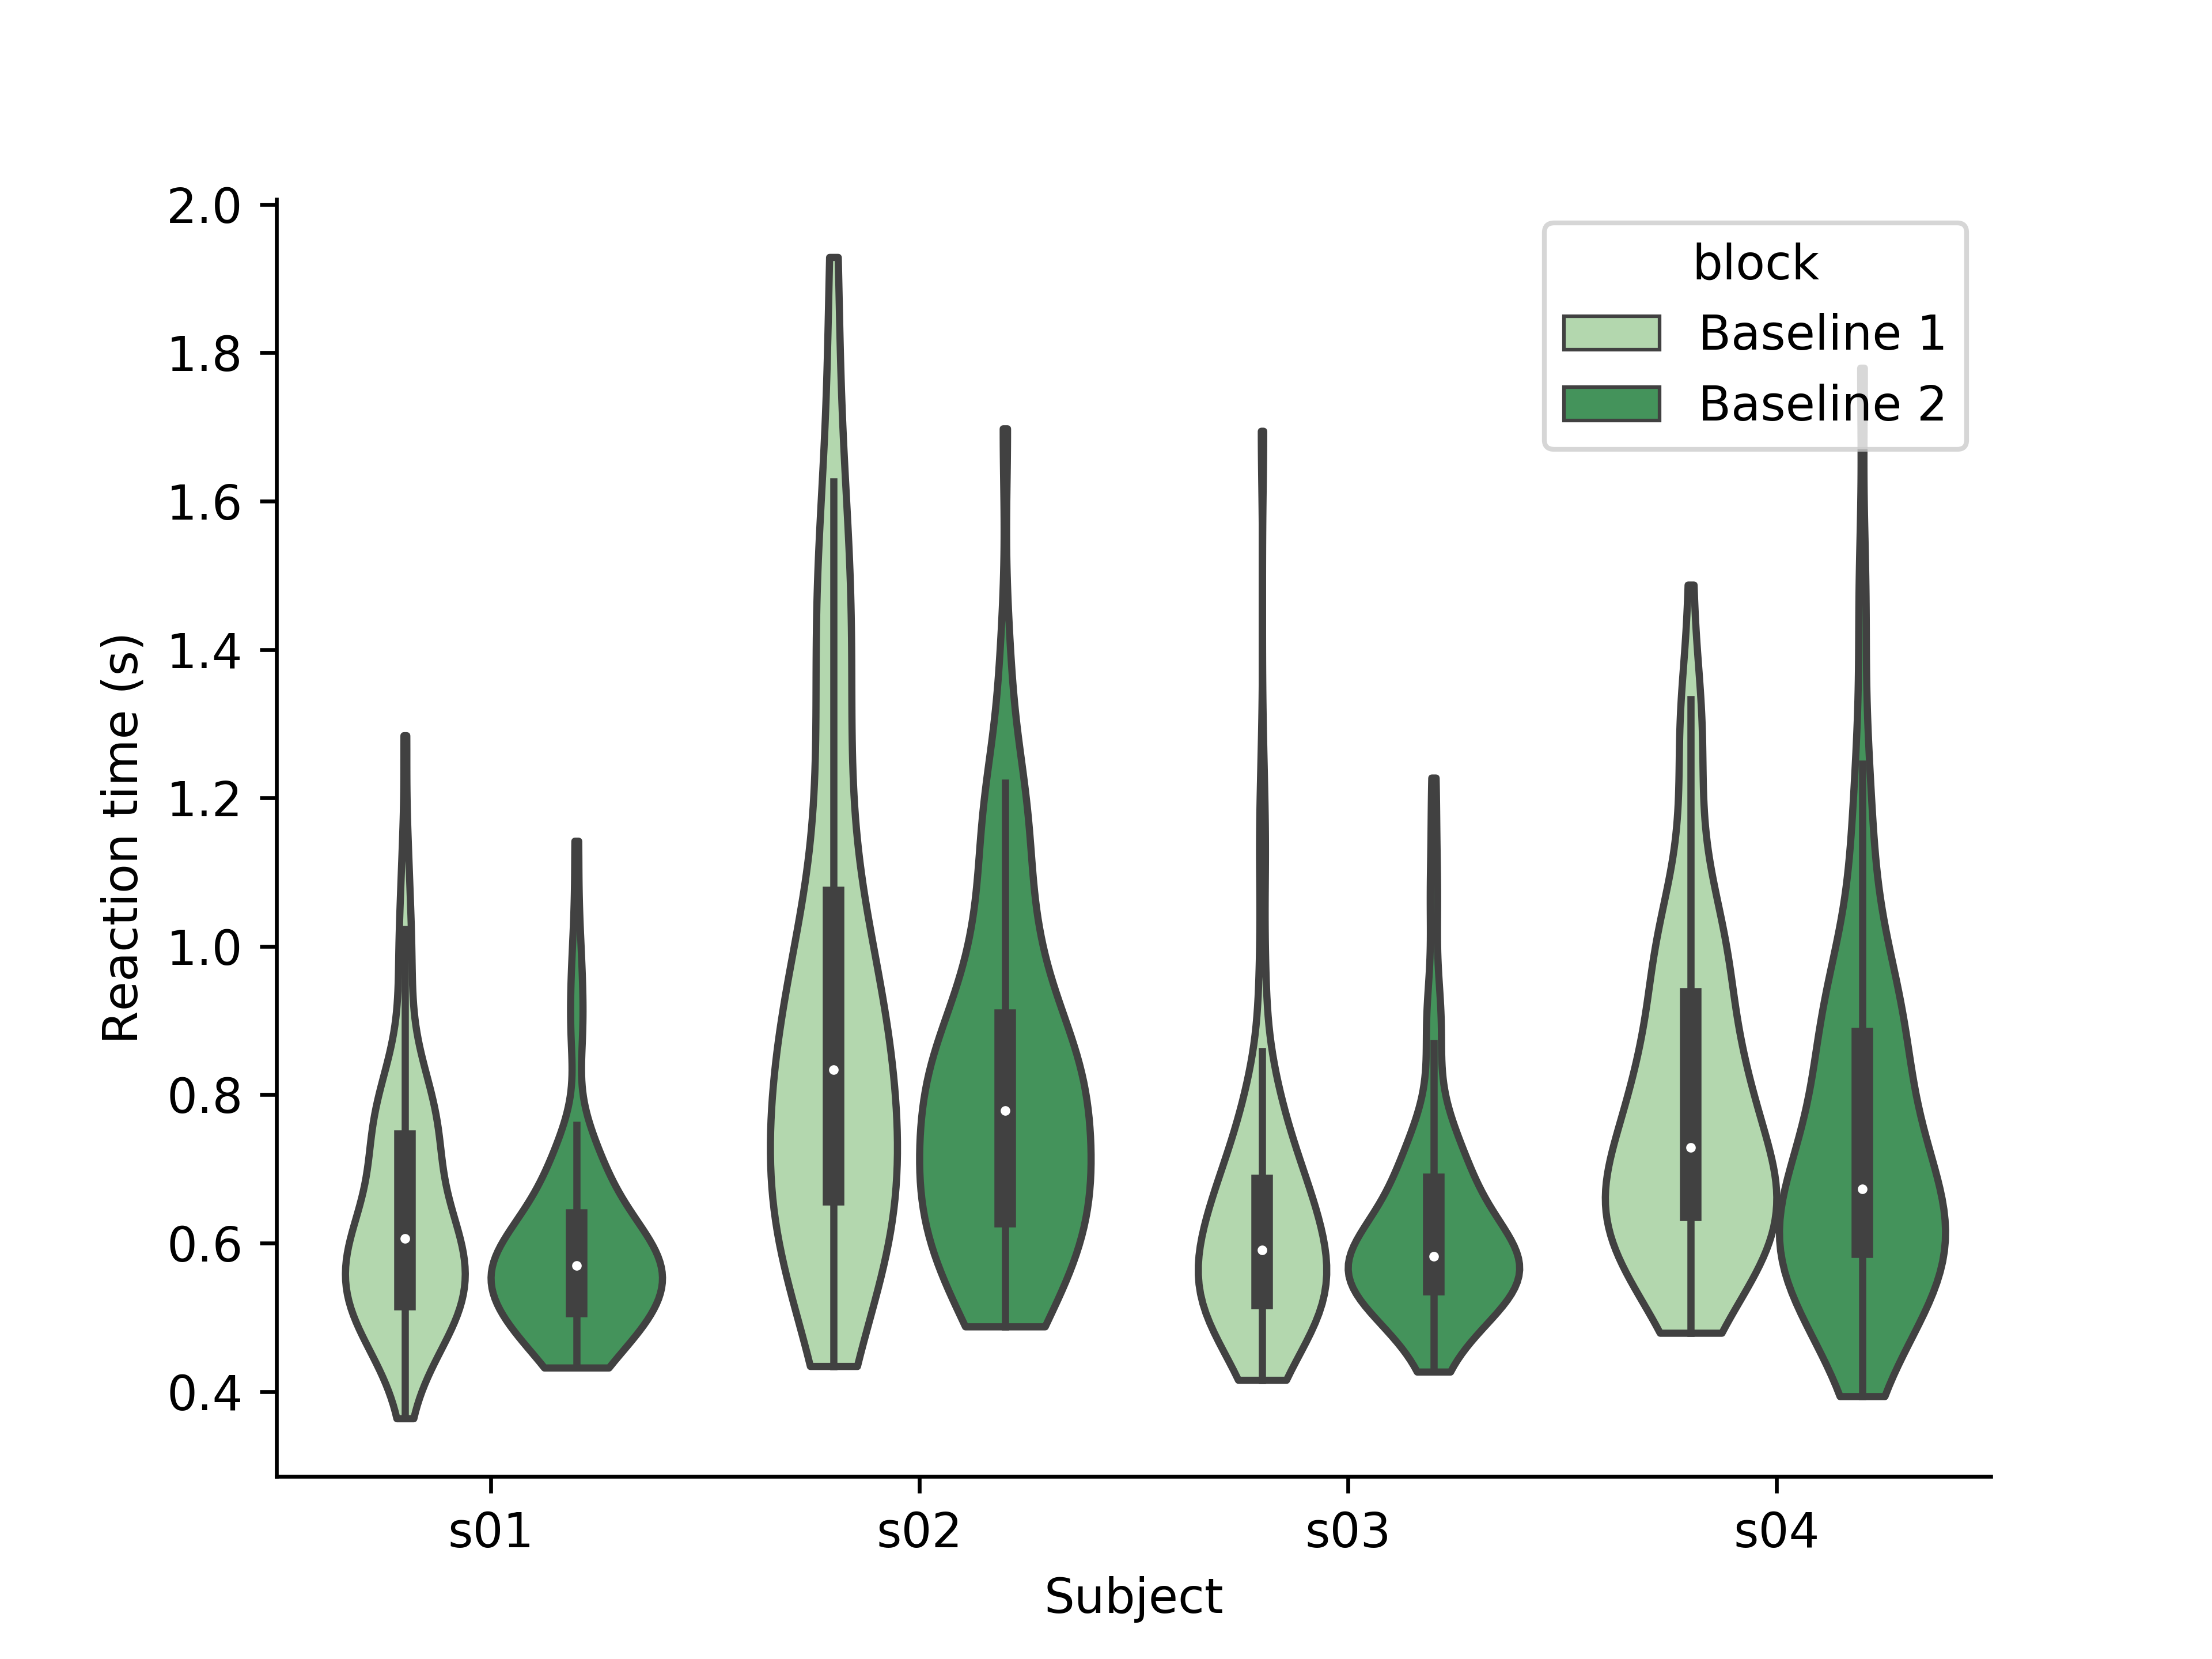 2.0
1.8
1.6
1.4
1.2
1.0
0.8
0.6
0.4
Reaction time (s)
block
Baseline 1
Baseline 2
s01
s02
s03
s04
Subject